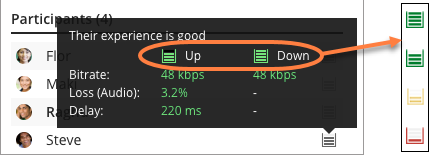 Participants (4)
Their experience is good
Flor
Up Down
Bitrate: 48 kbps 48 kbps
Loss (Audio): 3.2% -
Delay: 220 ms -
Steve